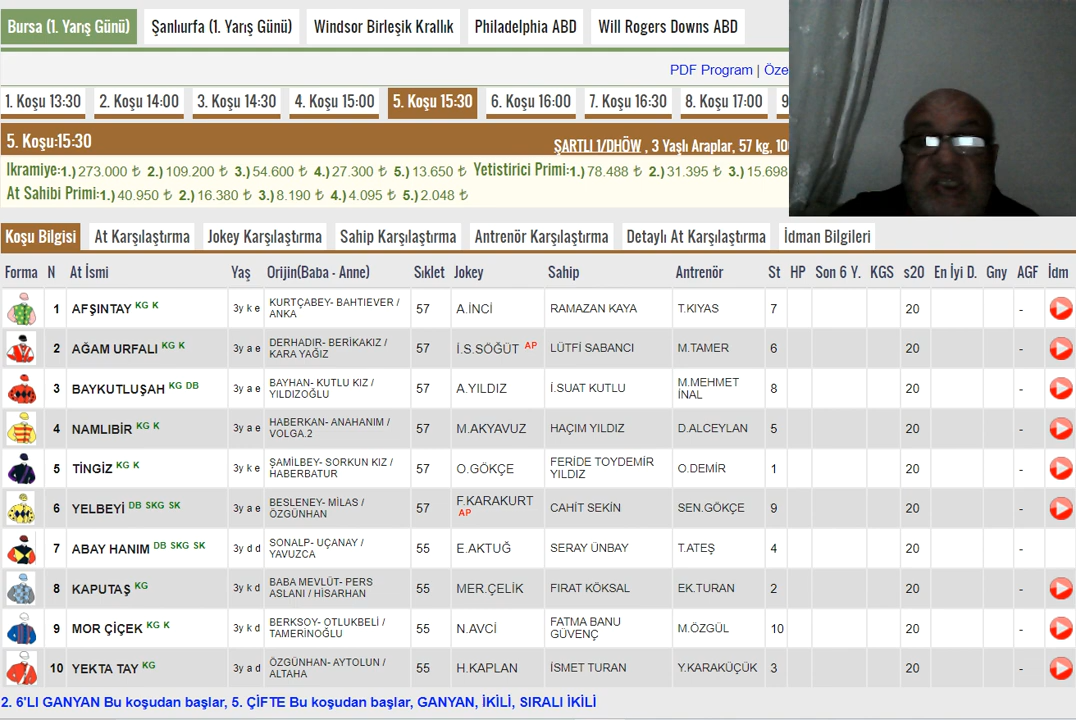 Bursa (1. Yarış Günü) Şanlıurfa (1. Yarış Günü) Windsor Birleşik Krallık Philadelphia ABD Will Rogers Downs ABD
PDF Program | Öze
1. Koşu 13:30 2. Koşu 14:00 3. Koşu 14:30 4. Koşu 15:00 5. Koşu 15:30 6. Koşu 16:00 7. Koşu 16:30 8. Koşu 17:00 9
5. Koşu:15:30 ŞARTLI 1/DHÖW , 3 Yaşlı Araplar, 57 kg, 10
Ikramiye:1.) 273.000 ₺ 2.) 109.200 ₺ 3.) 54.600 ₺ 4.) 27.300 ₺ 5.) 13.650 ₺ Yetistirici Primi:1.) 78.488 ₺ 2.) 31.395 ₺ 3.) 15.698
At Sahibi Primi:1.) 40.950 ₺ 2.) 16.380 ₺ 3.) 8.190 ₺ 4.) 4.095 ₺ 5.) 2.048 ₺
Koşu Bilgisi At Karşılaştırma Jokey Karşılaştırma Sahip Karşılaştırma Antrenör Karşılaştırma Detaylı At Karşılaştırma İdman Bilgileri
Forma N At İsmi Yaş Orijin(Baba - Anne) Sıklet Jokey Sahip Antrenör St HP Son 6 Y. KGS s20 En İyi D. Gny AGF İdm
1 AFŞINTAY KG K 3y k e KURTÇABEY- BAHTIEVER / ANKA 57 A.İNCİ RAMAZAN KAYA T.KIYAS 7 20 -
2 AĞAM URFALI KG K 3y a e DERHADIR- BERİKAKIZ / KARA YAĞIZ 57 İ.S.SÖĞÜT AP LÜTFİ SABANCI M.TAMER 6 20 -
3 BAYKUTLUŞAH KG DB 3y a e BAYHAN- KUTLU KIZ / YILDIZOĞLU 57 A.YILDIZ İ.SUAT KUTLU M.MEHMET İNAL 8 20 -
4 NAMLIBİR KG K 3y a e HABERKAN- ANAHANIM / VOLGA.2 57 M.AKYAVUZ HAÇIM YILDIZ D.ALCEYLAN 5 20 -
5 TİNGİZ KG K 3y k e ŞAMİLBEY- SORKUN KIZ / HABERBATUR 57 O.GÖKÇE FERİDE TOYDEMİR YILDIZ O.DEMİR 1 20 -
6 YELBEYİ DB SKG SK 3y a e BESLENEY- MİLAS / ÖZGÜNHAN 57 F.KARAKURT AP CAHİT SEKİN SEN.GÖKÇE 9 20 -
7 ABAY HANIM DB SKG SK 3y d d SONALP- UÇANAY / YAVUZCA 55 E.AKTUĞ SERAY ÜNBAY T.ATEŞ 4 20 -
8 KAPUTAŞ KG 3y k d BABA MEVLÜT- PERS ASLANI / HİSARHAN 55 MER.ÇELİK FIRAT KÖKSAL EK.TURAN 2 20 -
9 MOR ÇİÇEK KG K 3y k d BERKSOY- OTLUKBELİ / TAMERİNOĞLU 55 N.AVCİ FATMA BANU GÜVENÇ M.ÖZGÜL 10 20 -
10 YEKTA TAY KG 3y a d ÖZGÜNHAN- AYTOLUN / ALTAHA 55 H.KAPLAN İSMET TURAN Y.KARAKÜÇÜK 3 20 -
2. 6'LI GANYAN Bu koşudan başlar, 5. ÇİFTE Bu koşudan başlar, GANYAN, İKİLİ, SIRALI İKİLİ